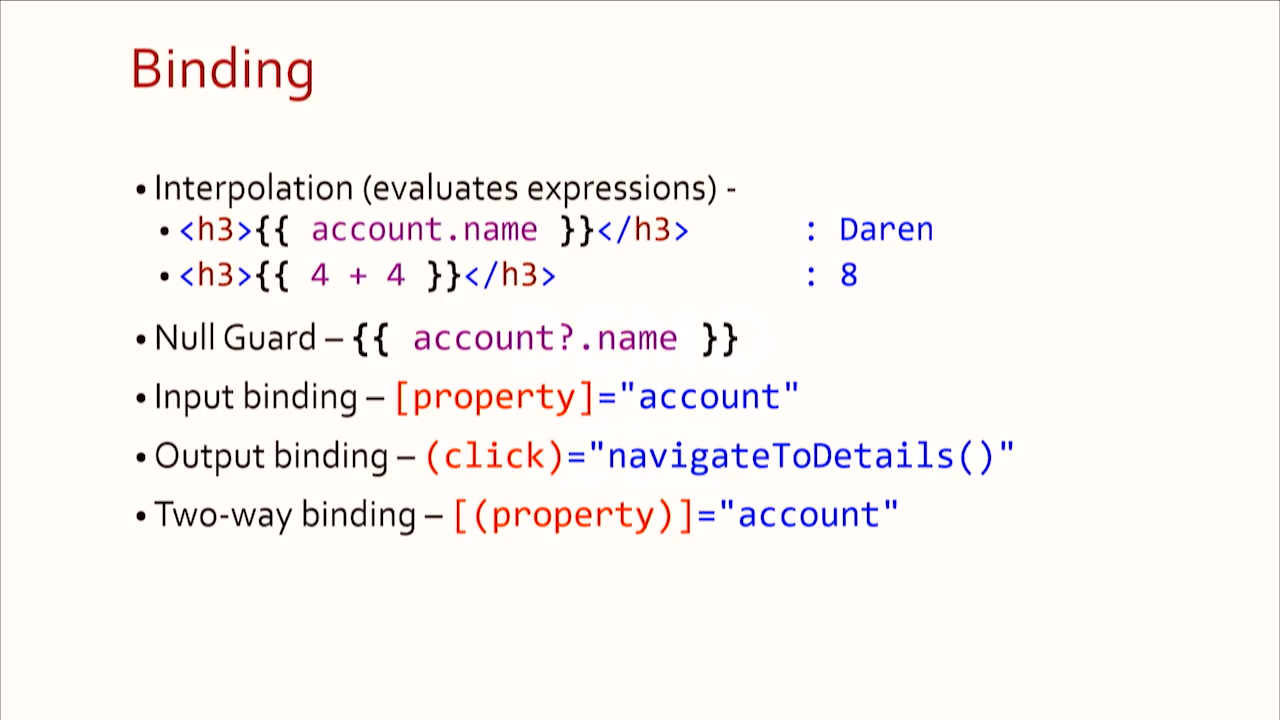 Binding
• Interpolation (evaluates expressions) -
• <h3>{{ account.name }}</h3> : Daren
• <h3>{{ 4 + 4 }}</h3> : 8
• Null Guard – {{ account?.name }}
• Input binding – [property]="account"
• Output binding – (click)="navigateToDetails()"
• Two-way binding – [(property)]="account"